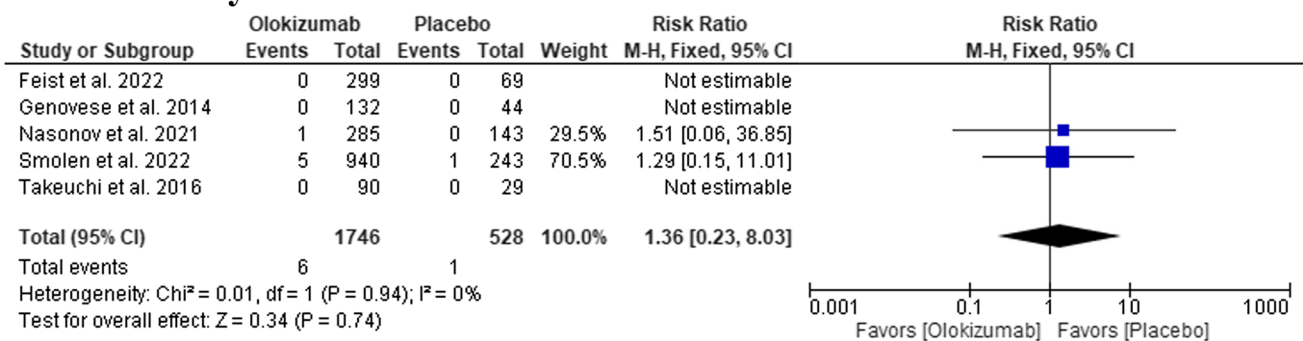 Olokizumab Placebo Risk Ratio Risk Ratio
Study or Subgroup Events Total Events Total Weight M-H, Fixed, 95% CI M-H, Fixed, 95% CI
Feist et al. 2022 0 299 0 69 Not estimable
Genovese et al. 2014 0 132 0 44 Not estimable
Nasonov et al. 2021 1 285 0 143 29.5% 1.51 [0.06, 36.85]
Smolen et al. 2022 5 940 1 243 70.5% 1.29 [0.15, 11.01]
Takeuchi et al. 2016 0 90 0 29 Not estimable
Total (95% CI) 1746 528 100.0% 1.36 [0.23, 8.03]
Total events 6 1
Heterogeneity: Chi² = 0.01, df = 1 (P = 0.94); I² = 0%
Test for overall effect: Z = 0.34 (P = 0.74)
0.001 0.1 1 10 1000
Favors [Olokizumab] Favors [Placebo]